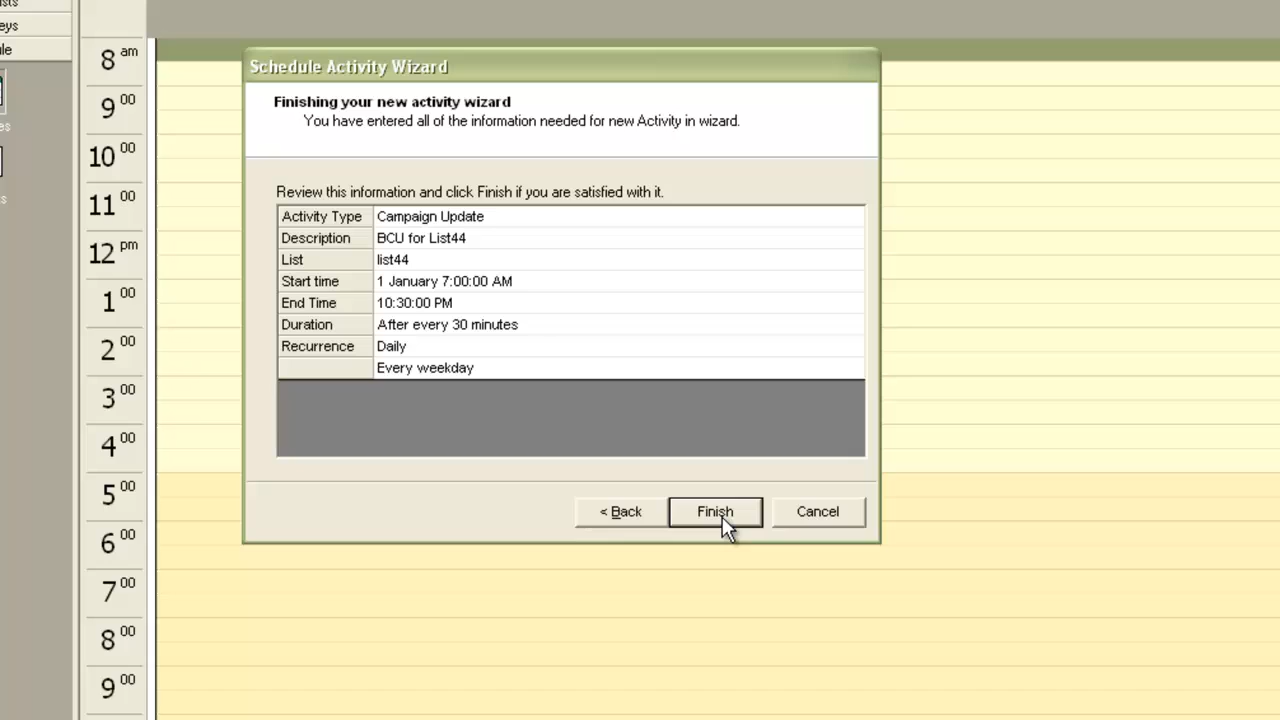 sts
eys
le
es
s
8 am
9 00
10 00
11 00
12 pm
1 00
2 00
3 00
4 00
5 00
6 00
7 00
8 00
9 00
Schedule Activity Wizard
Finishing your new activity wizard
You have entered all of the information needed for new Activity in wizard.
Review this information and click Finish if you are satisfied with it.
Activity Type Campaign Update
Description BCU for List44
List list44
Start time 1 January 7:00:00 AM
End Time 10:30:00 PM
Duration After every 30 minutes
Recurrence Daily
Every weekday
< Back Finish Cancel